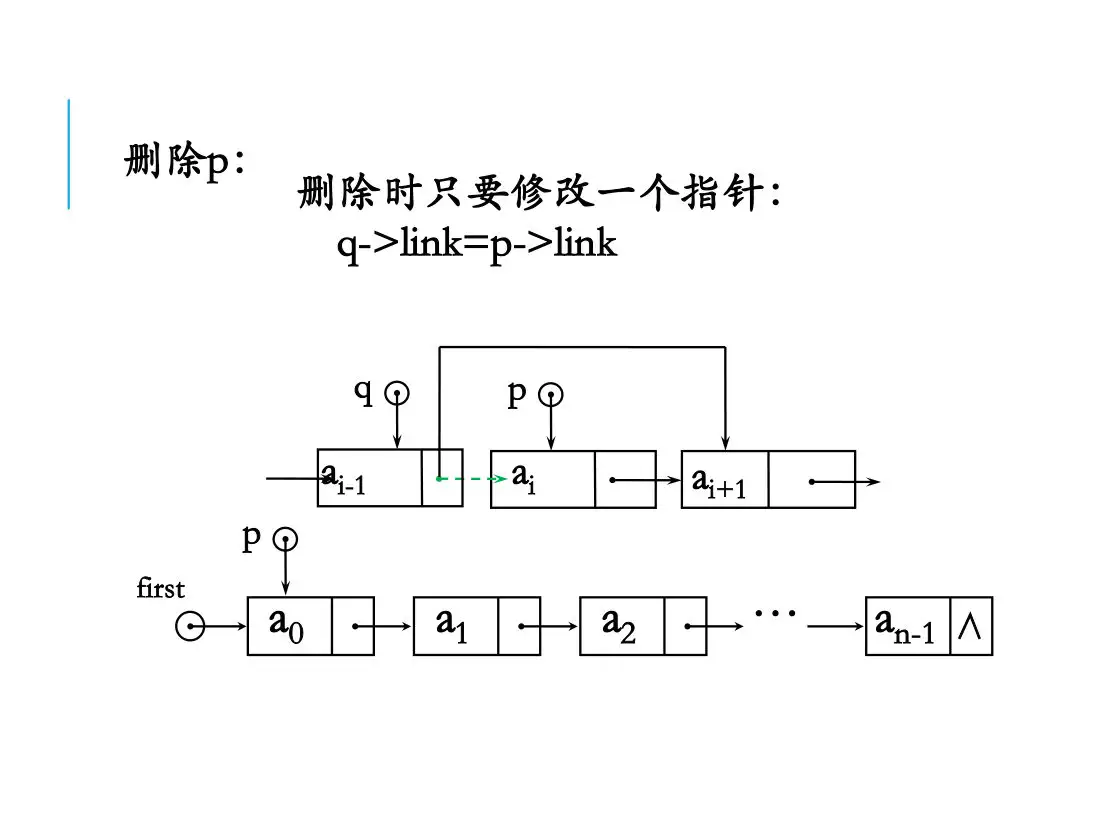 删除p：
删除时只要修改一个指针：
q->link=p->link
q p
ai-1 ai ai+1
p
first
a0 a1 a2 … an-1 ∧